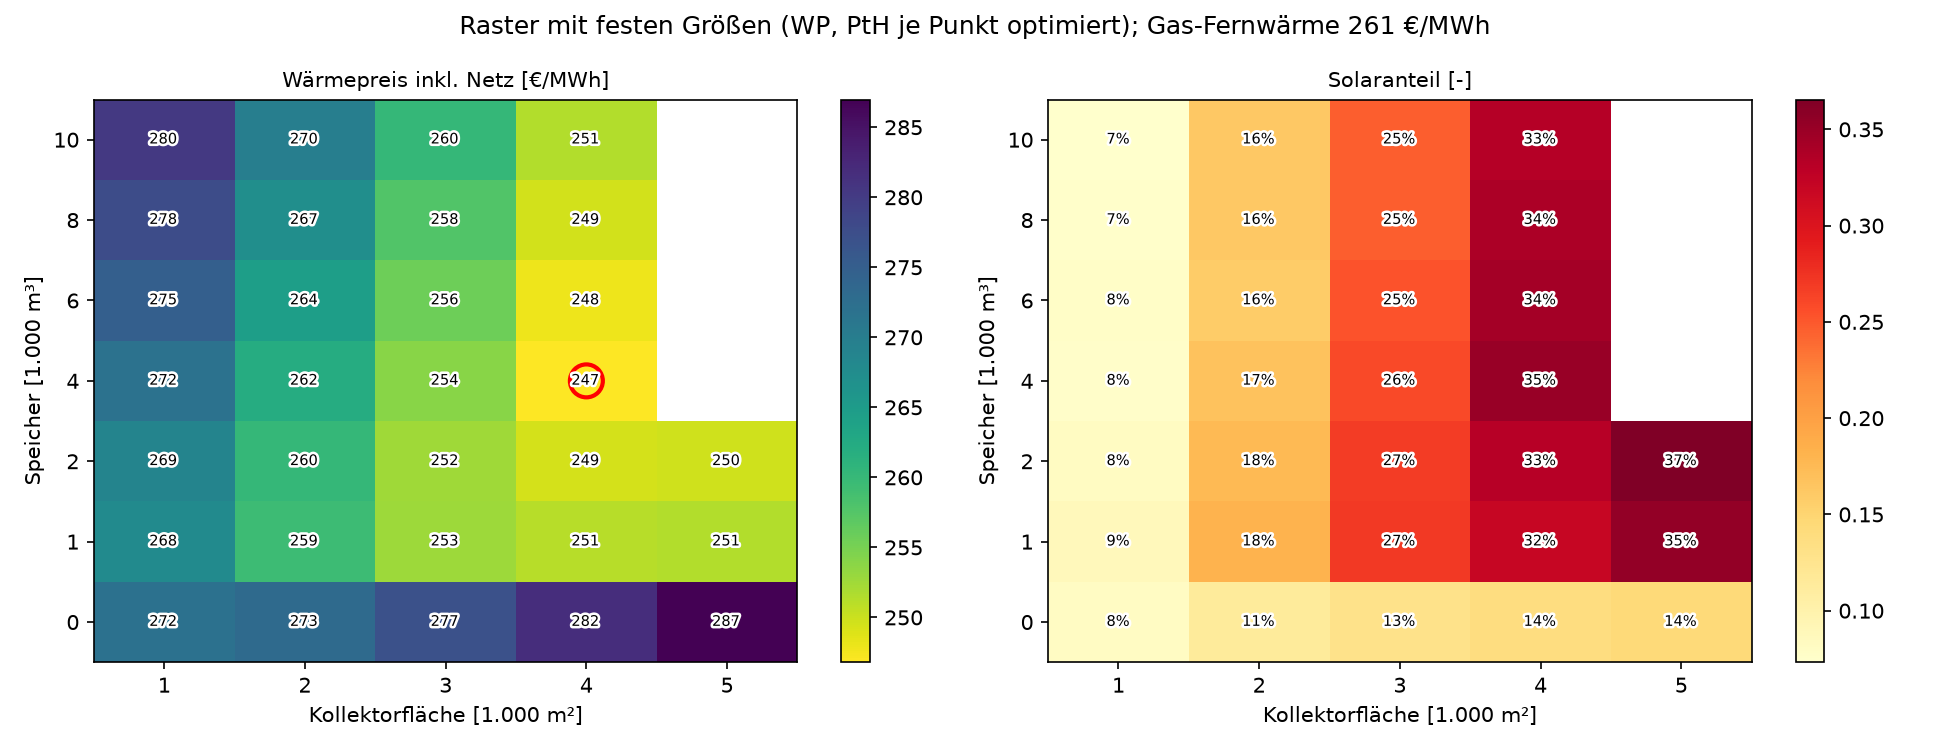 Raster mit festen Größen (WP, PtH je Punkt optimiert); Gas-Fernwärme 261 €/MWh
Wärmepreis inkl. Netz [€/MWh]
Speicher [1.000 m³]
10 280 270 260 251
8 278 267 258 249
6 275 264 256 248
4 272 262 254 247
2 269 260 252 249 250
1 268 259 253 251 251
0 272 273 277 282 287
1 2 3 4 5
Kollektorfläche [1.000 m²]
285
280
275
270
265
260
255
250
Solaranteil [-]
Speicher [1.000 m³]
10 7% 16% 25% 33%
8 7% 16% 25% 34%
6 8% 16% 25% 34%
4 8% 17% 26% 35%
2 8% 18% 27% 33% 37%
1 9% 18% 27% 32% 35%
0 8% 11% 13% 14% 14%
1 2 3 4 5
Kollektorfläche [1.000 m²]
0.35
0.30
0.25
0.20
0.15
0.10